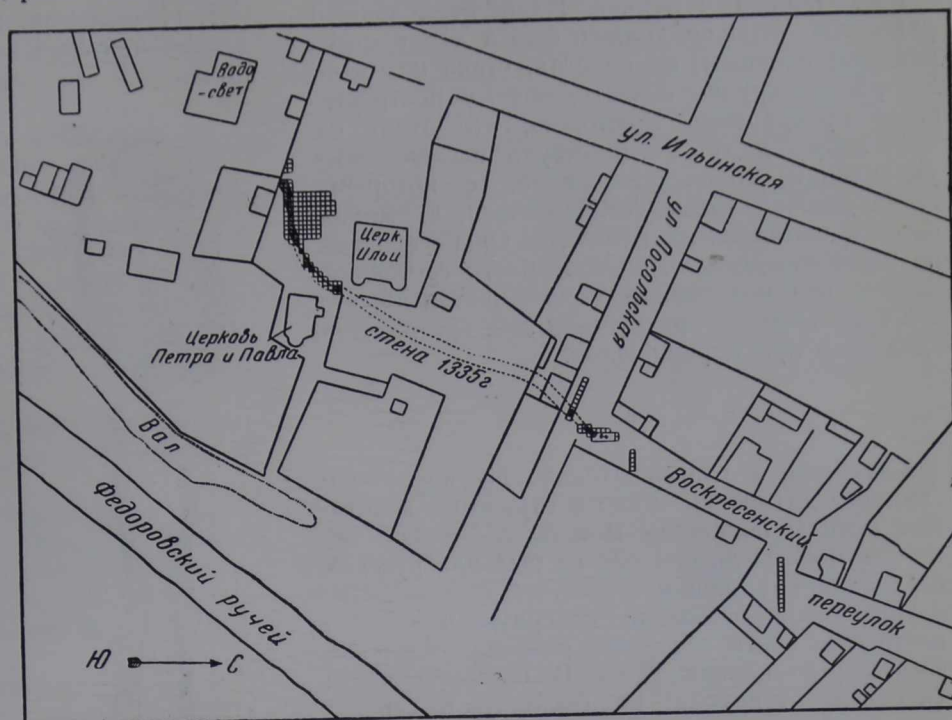 Водо
-свет
ул. Ильинская
ул Посольская
Церк.
Ильи
Церковь
Петра и Павла
стена 1335г
Вал
Воскресенский
переулок
Федоровский ручей
Ю
С